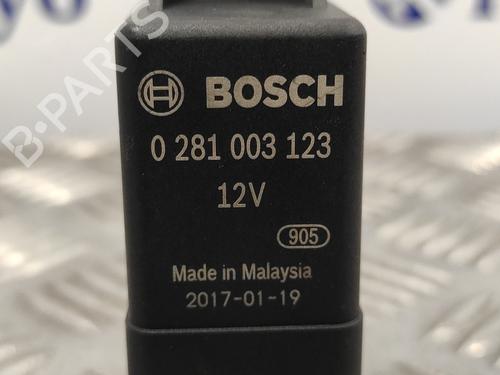 BOSCH
0 281 003 123
12V
905
Made in Malaysia
2017-01-19
B-PARTS